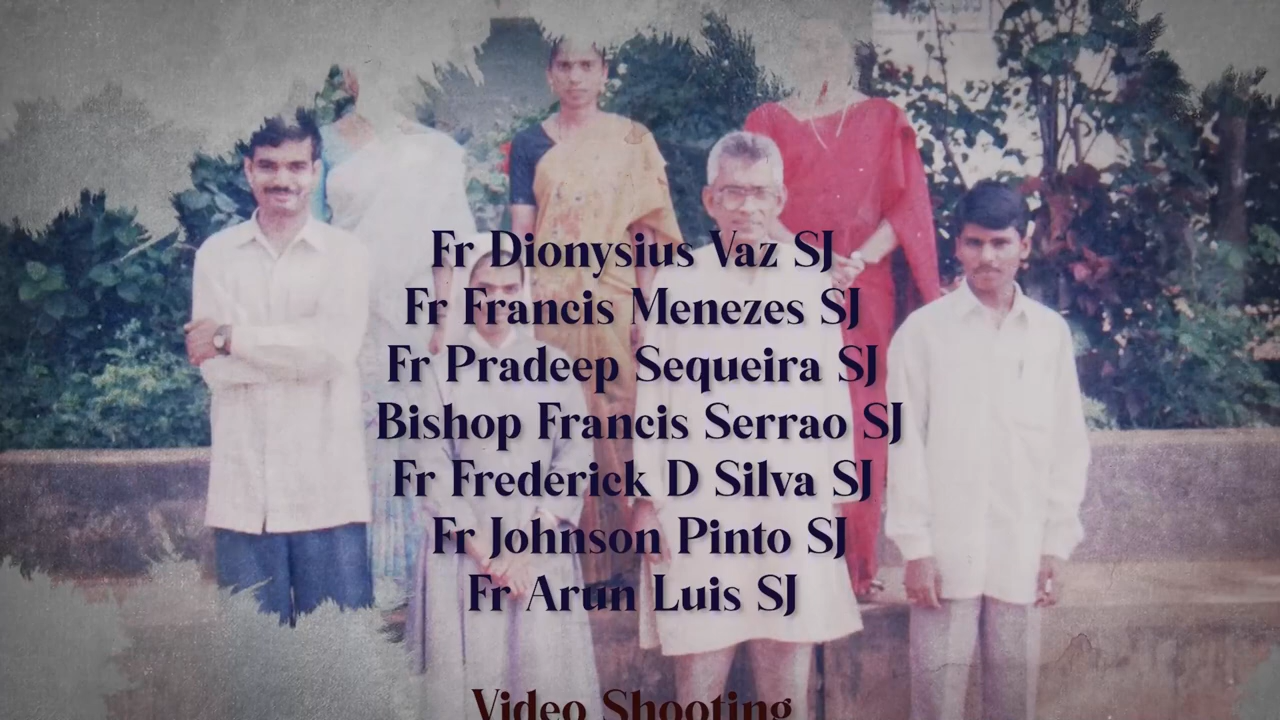 Fr Dionysius Vaz SJ
Fr Francis Menezes SJ
Fr Pradeep Sequeira SJ
Bishop Francis Serrao SJ
Fr Frederick D Silva SJ
Fr Johnson Pinto SJ
Fr Arun Luis SJ
Video Shooting